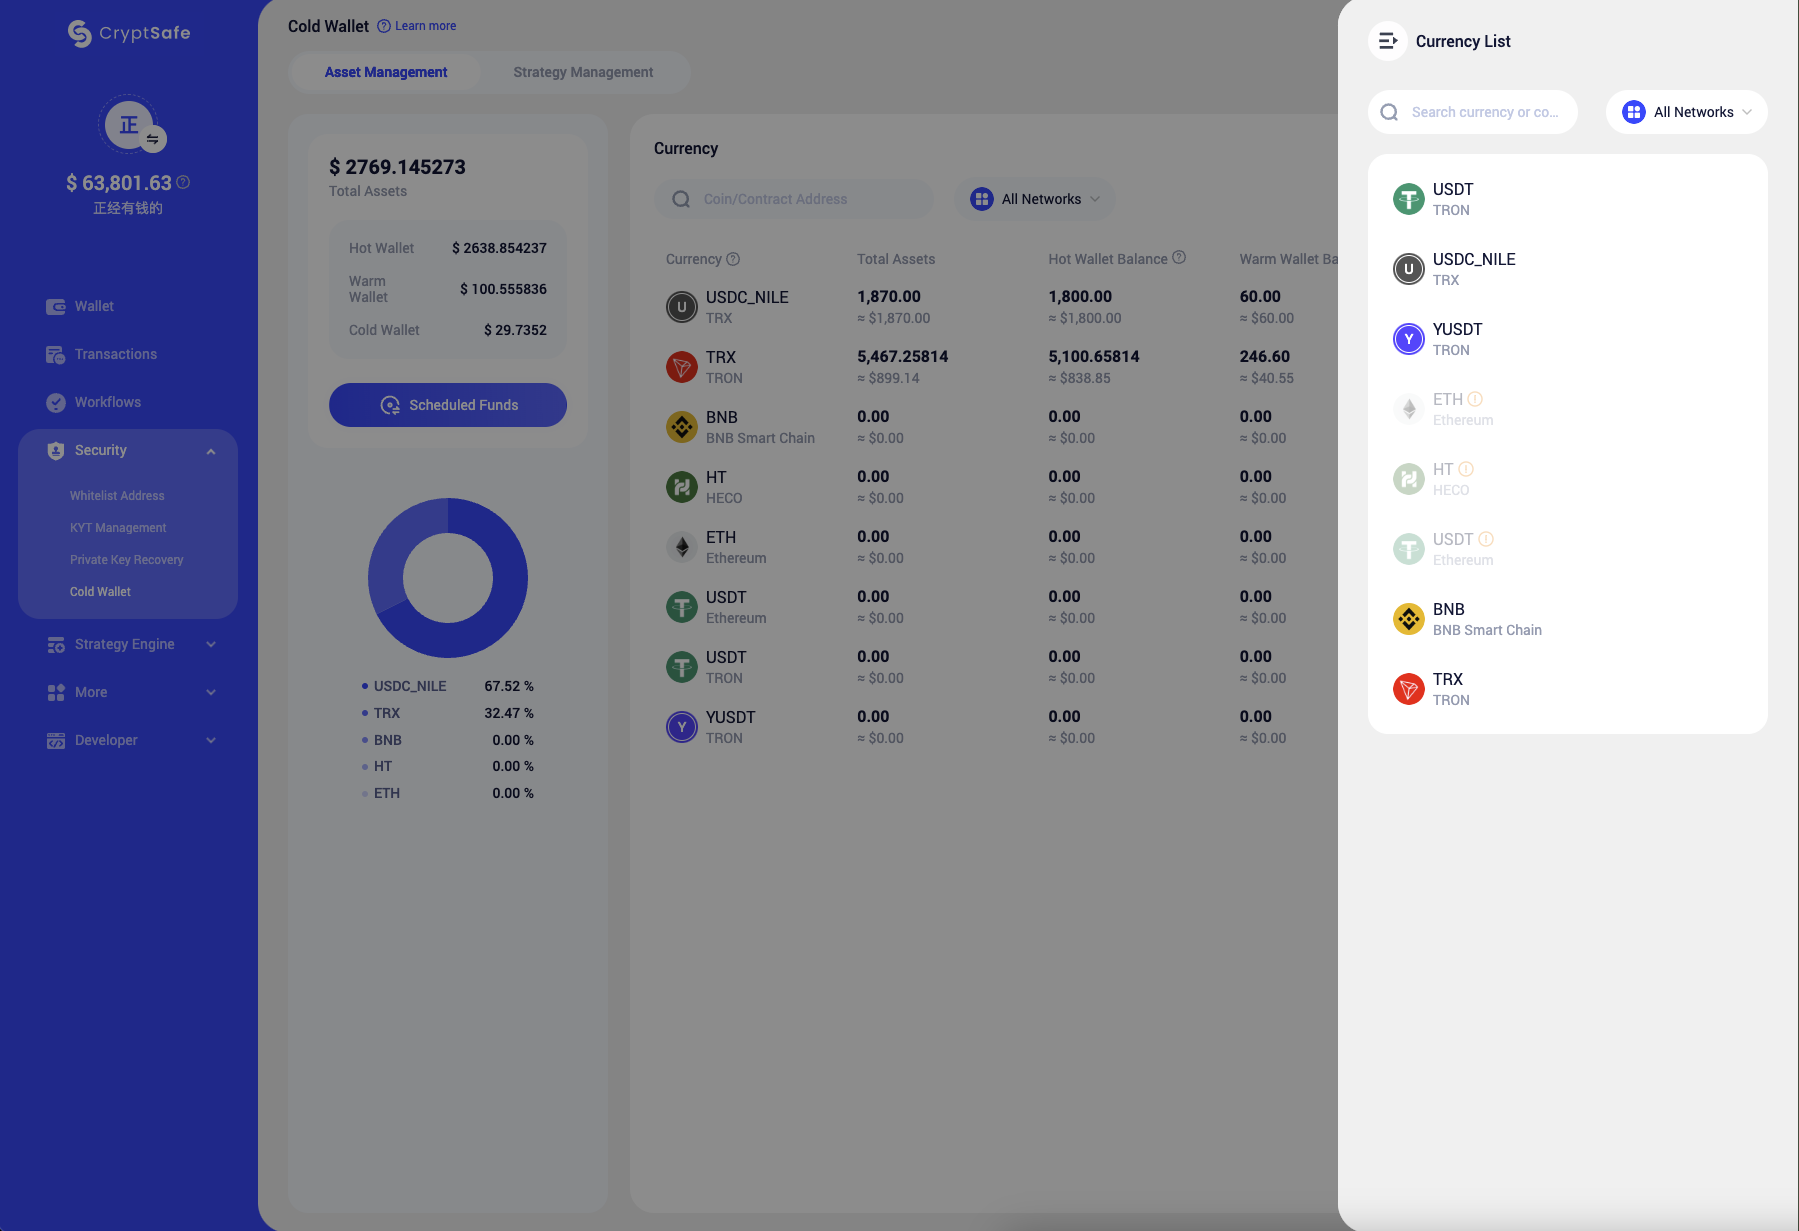 CryptSafe
正
$ 63,801.63
正经有钱的
Wallet
Transactions
Workflows
Security
Whitelist Address
KYT Management
Private Key Recovery
Cold Wallet
Strategy Engine
More
Developer
Cold Wallet Learn more
Asset Management Strategy Management
$ 2769.145273
Total Assets
Hot Wallet $ 2638.854237
Warm Wallet $ 100.555836
Cold Wallet $ 29.7352
Scheduled Funds
USDC_NILE 67.52 %
TRX 32.47 %
BNB 0.00 %
HT 0.00 %
ETH 0.00 %
Currency
Coin/Contract Address All Networks
Currency Total Assets Hot Wallet Balance Warm Wallet Ba
U USDC_NILE 1,870.00 1,800.00 60.00
TRX ≈ $1,870.00 ≈ $1,800.00 ≈ $60.00
TRX 5,467.25814 5,100.65814 246.60
TRON ≈ $899.14 ≈ $838.85 ≈ $40.55
BNB 0.00 0.00 0.00
BNB Smart Chain ≈ $0.00 ≈ $0.00 ≈ $0.00
HT 0.00 0.00 0.00
HECO ≈ $0.00 ≈ $0.00 ≈ $0.00
ETH 0.00 0.00 0.00
Ethereum ≈ $0.00 ≈ $0.00 ≈ $0.00
USDT 0.00 0.00 0.00
Ethereum ≈ $0.00 ≈ $0.00 ≈ $0.00
USDT 0.00 0.00 0.00
TRON ≈ $0.00 ≈ $0.00 ≈ $0.00
Y YUSDT 0.00 0.00 0.00
TRON ≈ $0.00 ≈ $0.00 ≈ $0.00
Currency List
Search currency or co... All Networks
USDT
TRON
U USDC_NILE
TRX
Y YUSDT
TRON
ETH
Ethereum
HT
HECO
USDT
Ethereum
BNB
BNB Smart Chain
TRX
TRON